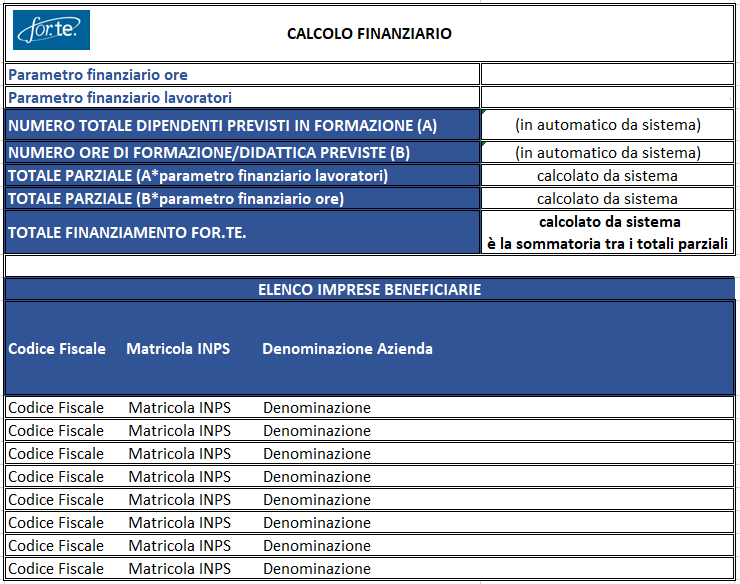 for.te.
CALCOLO FINANZIARIO
Parametro finanziario ore
Parametro finanziario lavoratori
NUMERO TOTALE DIPENDENTI PREVISTI IN FORMAZIONE (A) (in automatico da sistema)
NUMERO ORE DI FORMAZIONE/DIDATTICA PREVISTE (B) (in automatico da sistema)
TOTALE PARZIALE (A*parametro finanziario lavoratori) calcolato da sistema
TOTALE PARZIALE (B*parametro finanziario ore) calcolato da sistema
TOTALE FINANZIAMENTO FOR.TE. calcolato da sistema
è la sommatoria tra i totali parziali
ELENCO IMPRESE BENEFICIARIE
Codice Fiscale Matricola INPS Denominazione Azienda
Codice Fiscale Matricola INPS Denominazione
Codice Fiscale Matricola INPS Denominazione
Codice Fiscale Matricola INPS Denominazione
Codice Fiscale Matricola INPS Denominazione
Codice Fiscale Matricola INPS Denominazione
Codice Fiscale Matricola INPS Denominazione
Codice Fiscale Matricola INPS Denominazione
Codice Fiscale Matricola INPS Denominazione